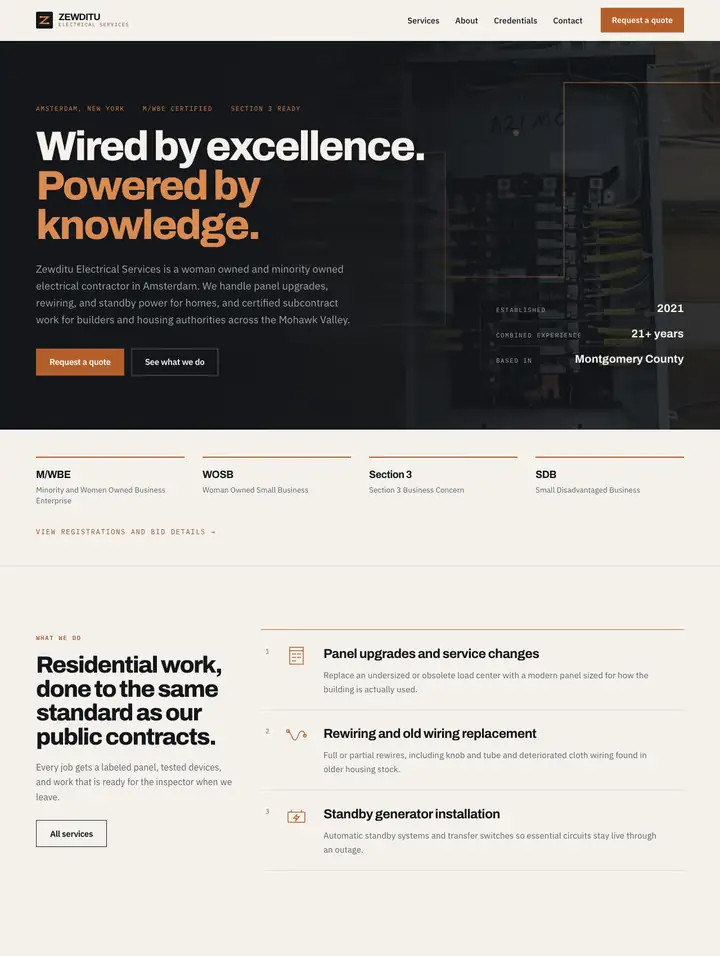 ZEWDITU
ELECTRICAL SERVICES
Services
About
Credentials
Contact
Request a quote
AMSTERDAM, NEW YORK
M/WBE CERTIFIED
SECTION 3 READY
Wired by excellence.
Powered by
knowledge.
Zewditu Electrical Services is a woman owned and minority owned
electrical contractor in Amsterdam. We handle panel upgrades,
rewiring, and standby power for homes, and certified subcontract
work for builders and housing authorities across the Mohawk Valley.
Request a quote
See what we do
ESTABLISHED
2021
COMBINED EXPERIENCE
21+ years
BASED IN
Montgomery County
M/WBE
Minority and Women Owned Business
Enterprise
WOSB
Woman Owned Small Business
Section 3
Section 3 Business Concern
SDB
Small Disadvantaged Business
VIEW REGISTRATIONS AND BID DETAILS →
WHAT WE DO
Residential work,
done to the same
standard as our
public contracts.
Every job gets a labeled panel, tested devices,
and work that is ready for the inspector when we
leave.
All services
1
Panel upgrades and service changes
Replace an undersized or obsolete load center with a modern panel sized for how the
building is actually used.
2
Rewiring and old wiring replacement
Full or partial rewires, including knob and tube and deteriorated cloth wiring found in
older housing stock.
3
Standby generator installation
Automatic standby systems and transfer switches so essential circuits stay live through
an outage.